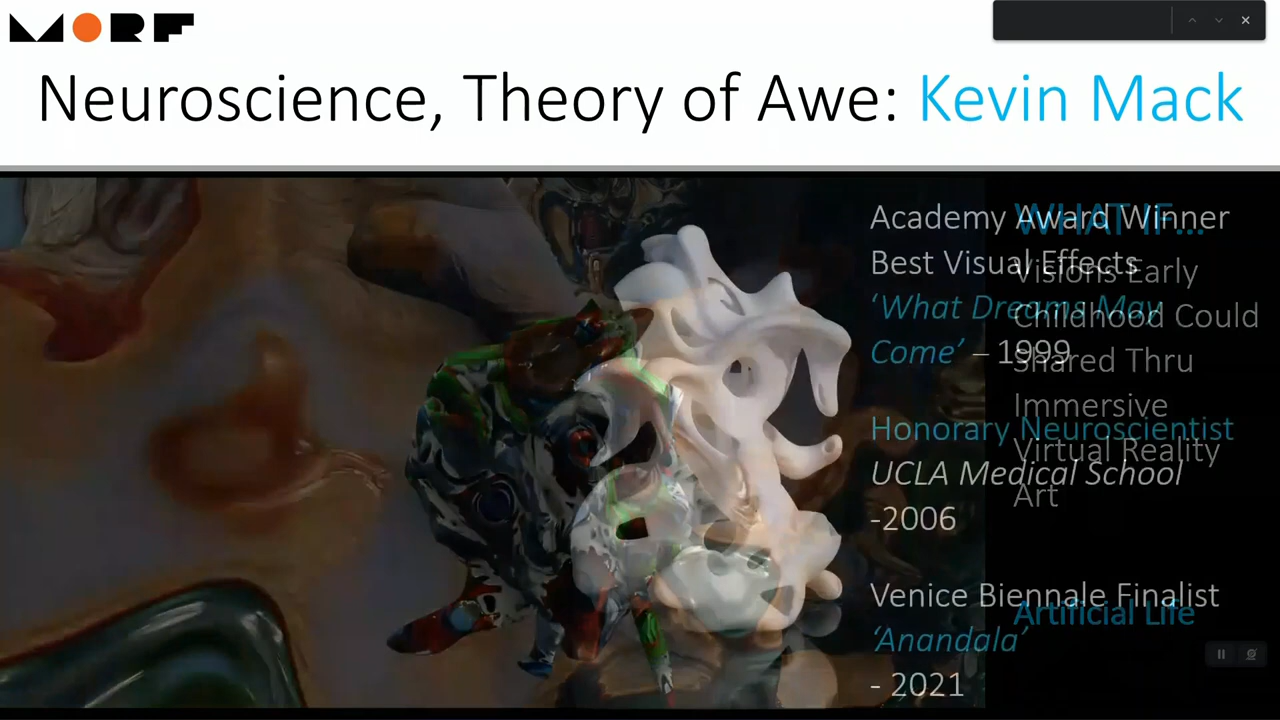 MORF
Neuroscience, Theory of Awe: Kevin Mack
Academy Award Winner
Best Visual Effects
‘What Dreams May
Come’ – 1999
Honorary Neuroscientist
UCLA Medical School
-2006
Venice Biennale Finalist
‘Anandala’
- 2021
WHAT IF...
Visions Early
Childhood Could
Shared Thru
Immersive
Virtual Reality
Art
Artificial Life